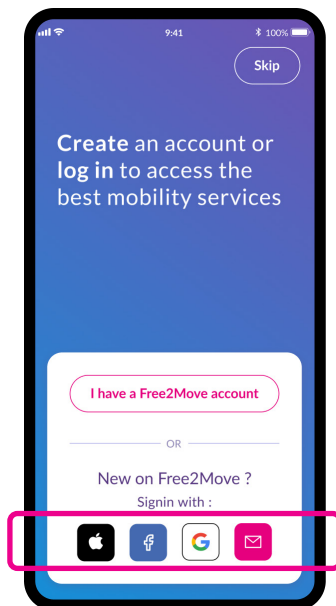 9:41
100%
Skip
Create an account or
log in to access the
best mobility services
I have a Free2Move account
OR
New on Free2Move ?
Signin with :